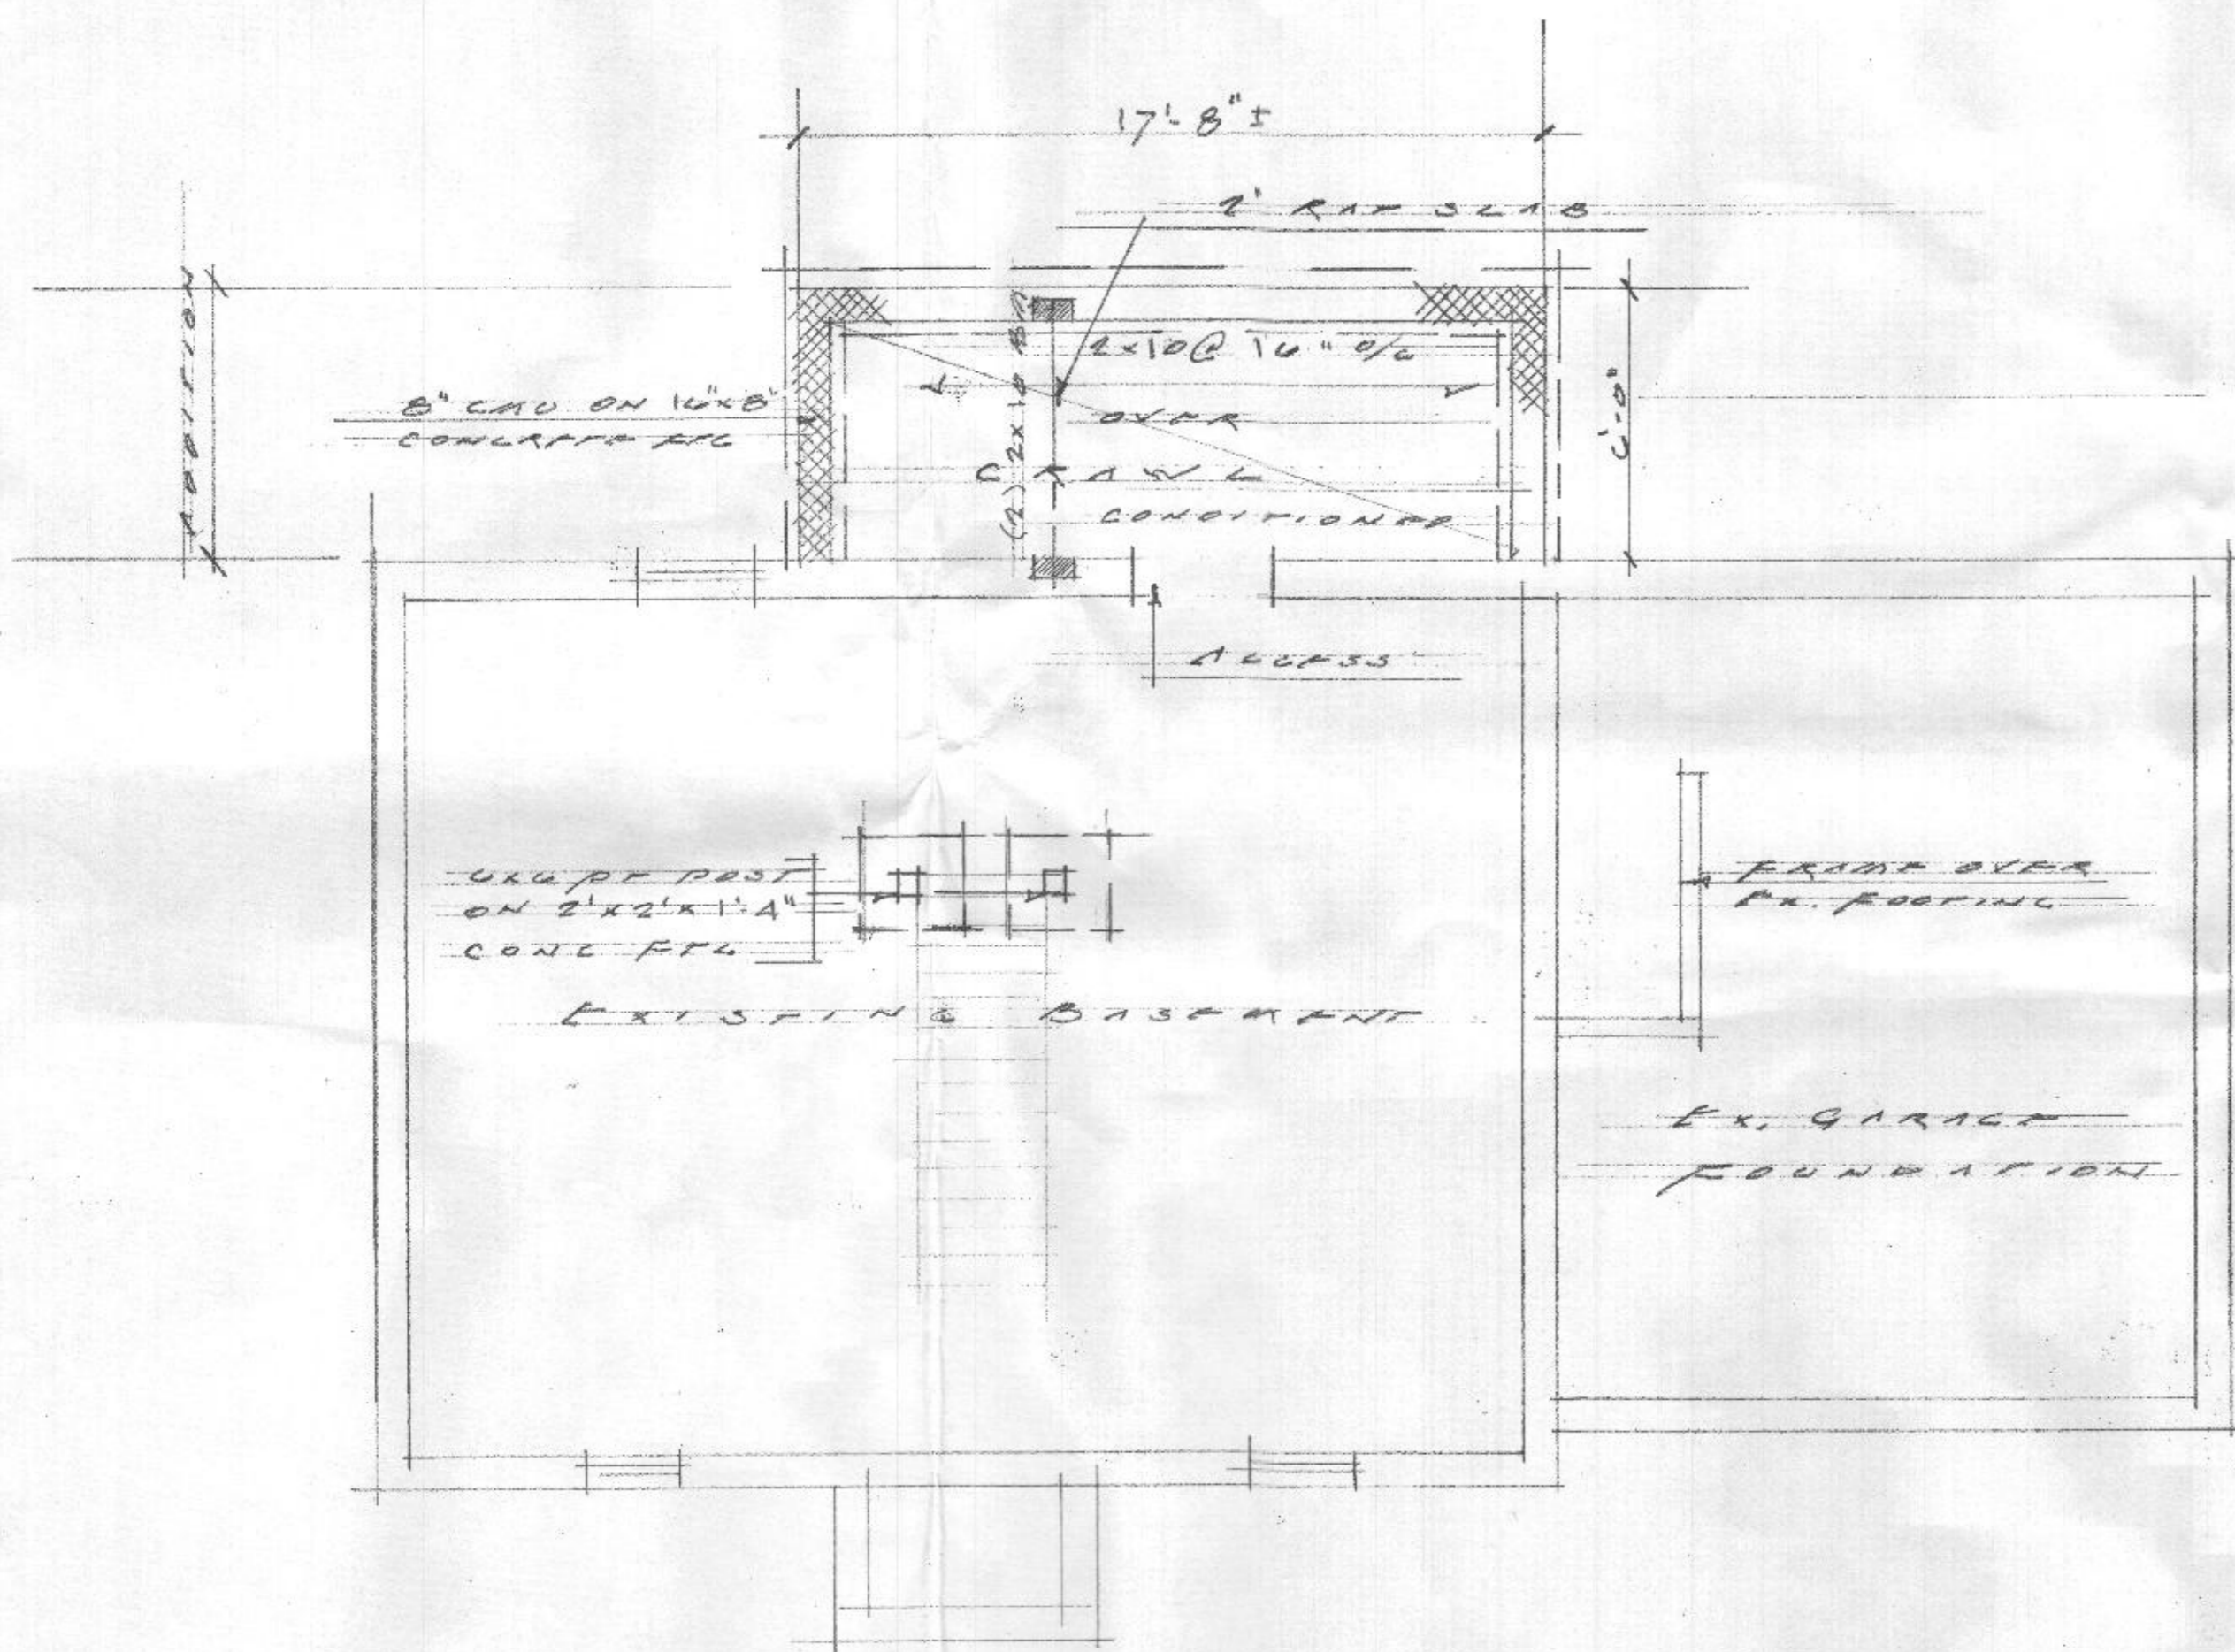 17'-8" ±
2" RAT SLAB
ADDITION
(2) 2x10 BM
2x10 @ 16" O/C
OVER
CRAWL
CONDITIONED
8" CMU ON 16"x8"
CONCRETE FTG
6'-0"
ACCESS
6x6 PT POST
ON 2'x2'x1'-4"
CONC FTG
EXISTING BASEMENT
FRAME OVER
EX. FOOTING
EX. GARAGE
FOUNDATION